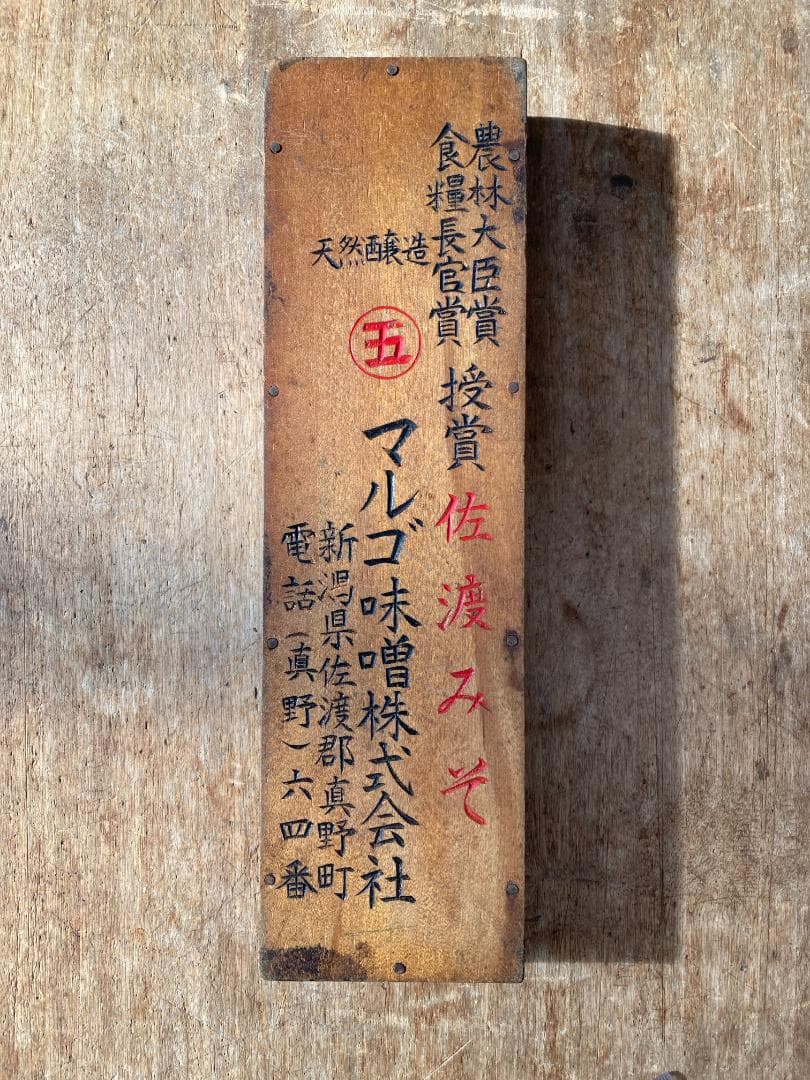 農林大臣賞
食糧長官賞
授賞
佐渡みそ
天然醸造
五
マルゴ味噌株式会社
新潟県佐渡郡真野町
電話(真野)六四番